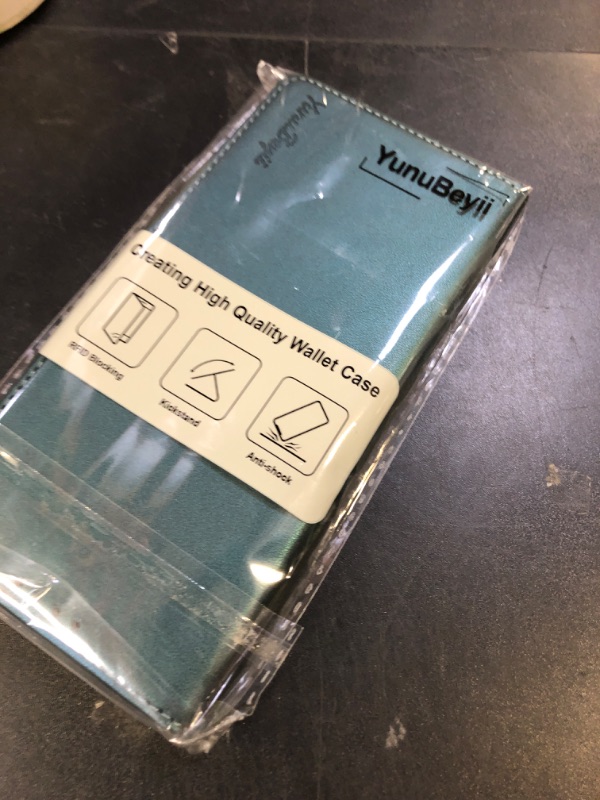 YunuBeyii
YunuBeyii
Creating High Quality Wallet Case
RFID Blocking
Kickstand
Anti-shock